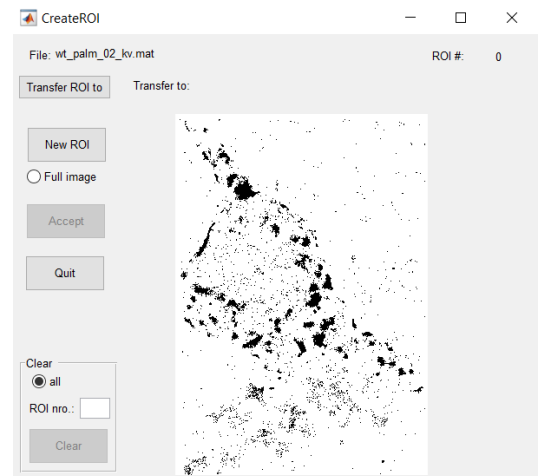 CreateROI
File: wt_palm_02_kv.mat
ROI #: 0
Transfer ROI to
Transfer to:
New ROI
Full image
Accept
Quit
Clear
all
ROI nro.:
Clear